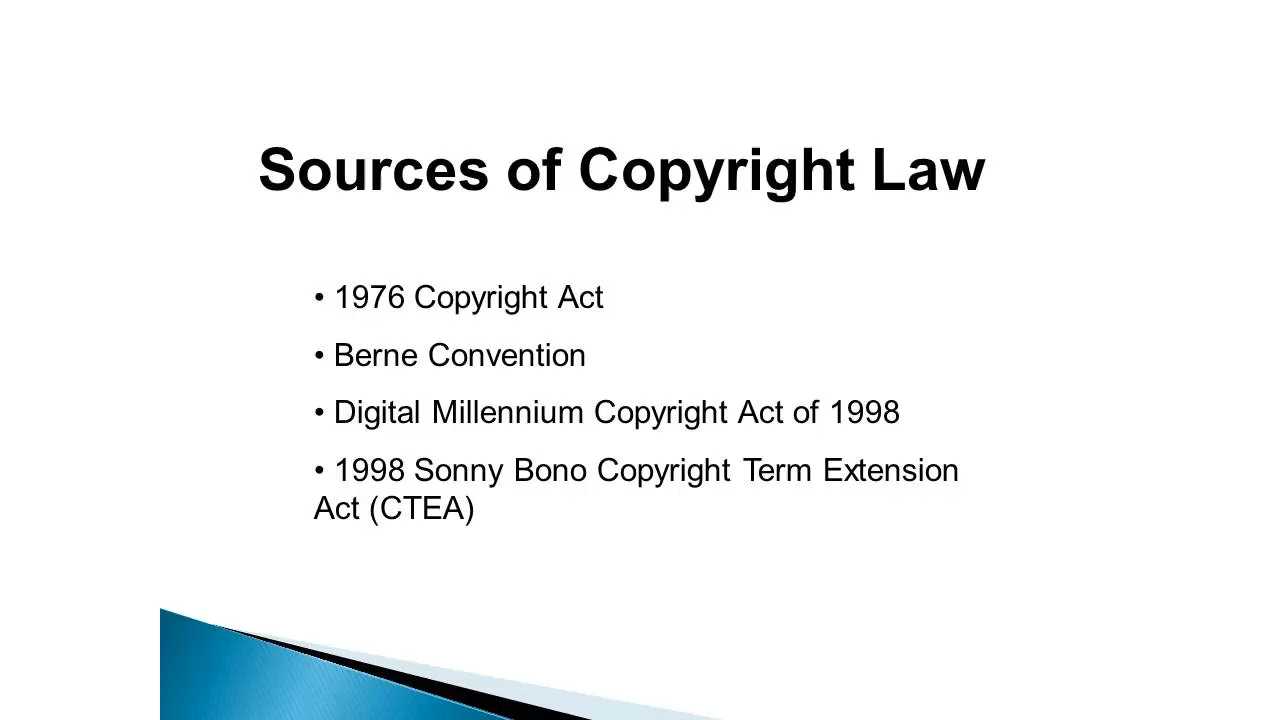 Sources of Copyright Law
• 1976 Copyright Act
• Berne Convention
• Digital Millennium Copyright Act of 1998
• 1998 Sonny Bono Copyright Term Extension
Act (CTEA)